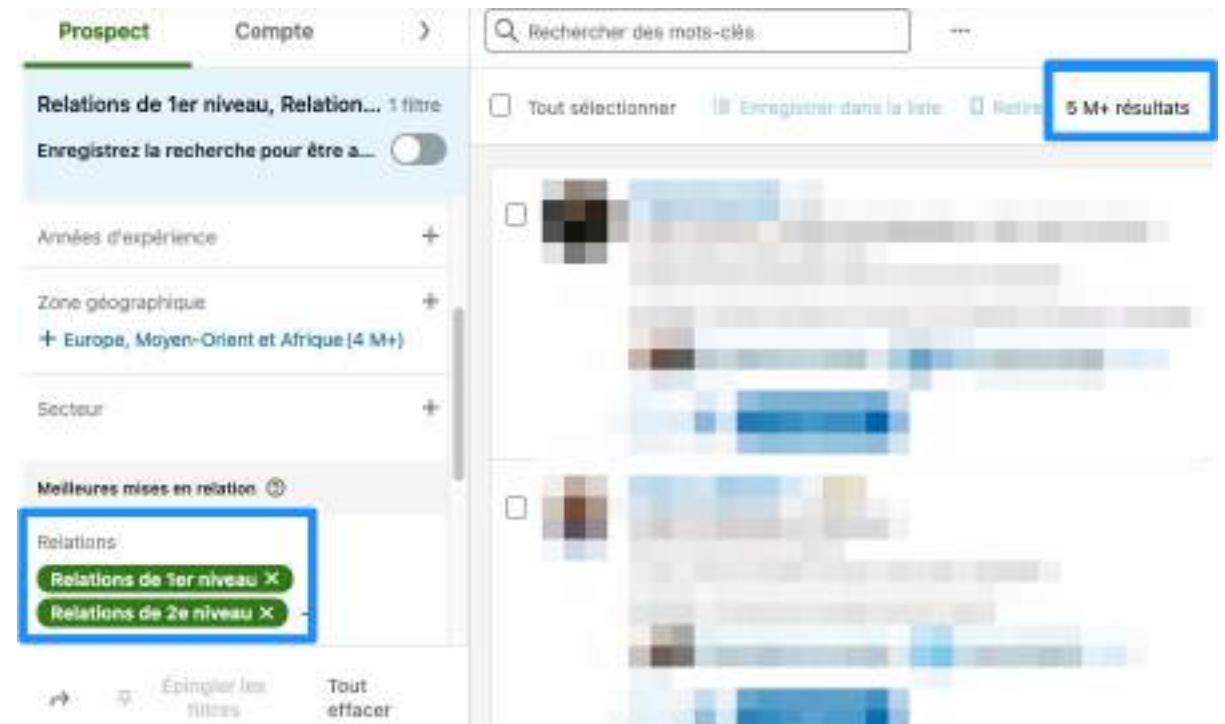 Prospect Compte
Rechercher des mots-clés
Relations de 1er niveau, Relation... 1 filtre
Enregistrez la recherche pour être a...
Tout sélectionner Enregistrer dans la liste Retire 5 M+ résultats
Années d'expérience +
Zone géographique +
+ Europe, Moyen-Orient et Afrique (4 M+)
Secteur +
Meilleures mises en relation
Relations
Relations de 1er niveau ×
Relations de 2e niveau ×
Épingler les filtres
Tout effacer